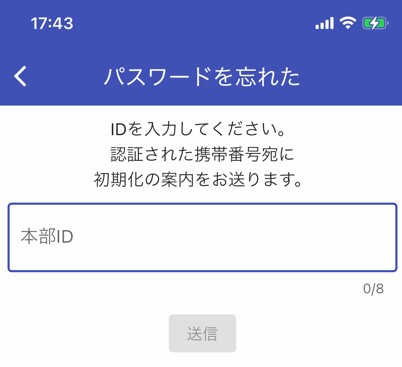 17:43
パスワードを忘れた
IDを入力してください。
認証された携帯番号宛に
初期化の案内をお送ります。
本部ID
0/8
送信